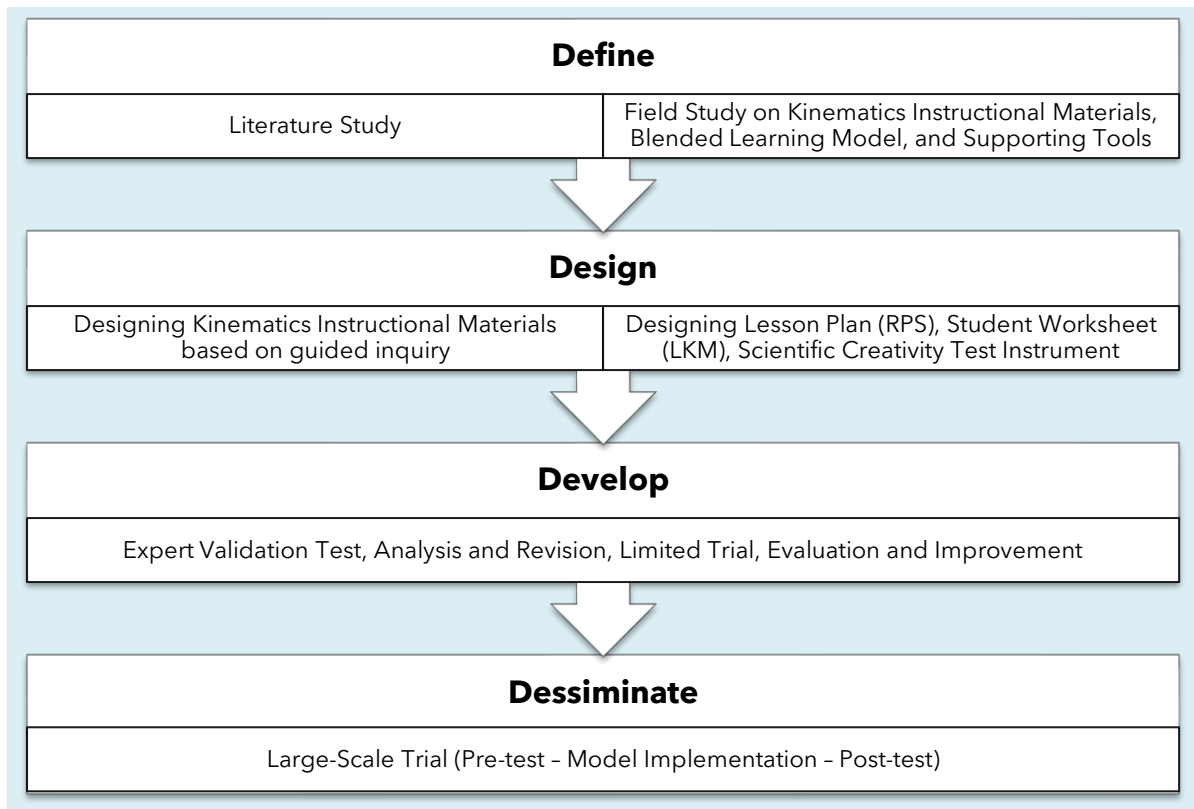 Define
Literature Study
Field Study on Kinematics Instructional Materials,
Blended Learning Model, and Supporting Tools
Design
Designing Kinematics Instructional Materials
based on guided inquiry
Designing Lesson Plan (RPS), Student Worksheet
(LKM), Scientific Creativity Test Instrument
Develop
Expert Validation Test, Analysis and Revision, Limited Trial, Evaluation and Improvement
Dessiminate
Large-Scale Trial (Pre-test – Model Implementation – Post-test)